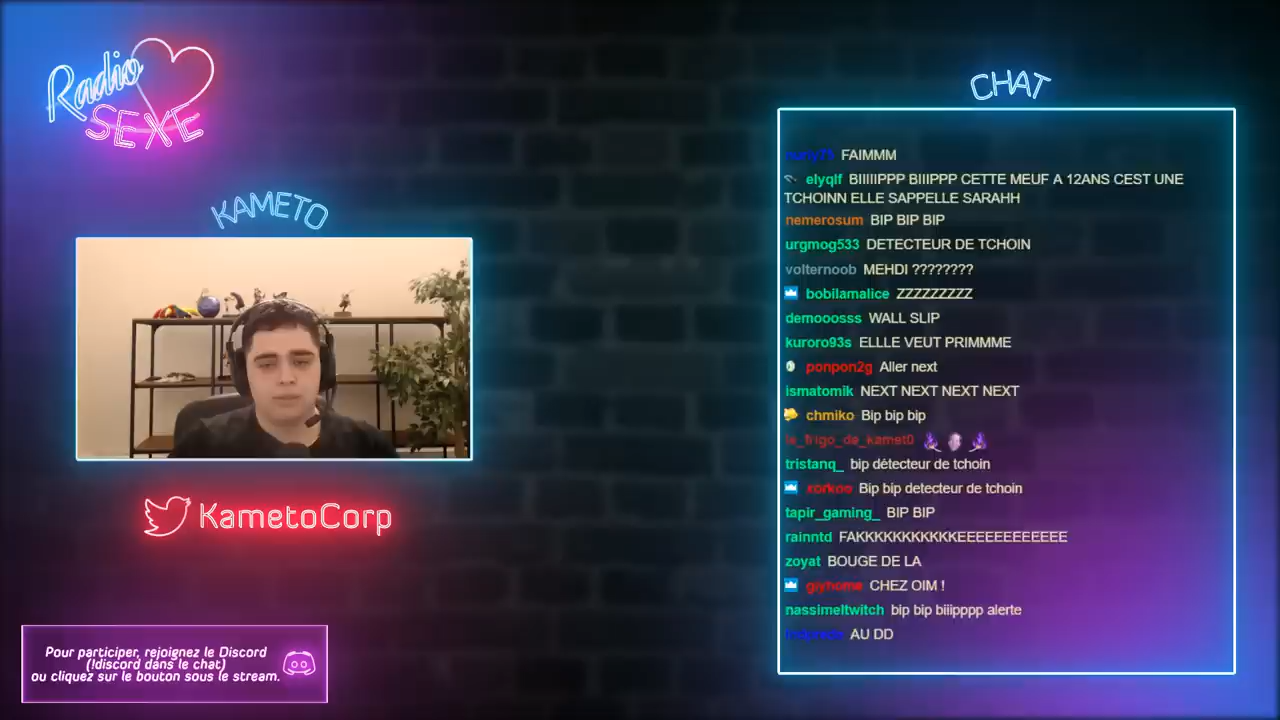 Radio
SEXE
KAMETO
KametoCorp
Pour participer, rejoignez le Discord
(!discord dans le chat)
ou cliquez sur le bouton sous le stream.
CHAT
FAIMMM
elyqlf BIIIIIPPP BIIIPPP CETTE MEUF A 12ANS CEST UNE
TCHOINN ELLE SAPPELLE SARAHH
nemerosum BIP BIP BIP
urgmog533 DETECTEUR DE TCHOIN
volternoob MEHDI ????????
bobilamalice ZZZZZZZZZ
demooosss WALL SLIP
kuroro93s ELLLE VEUT PRIMMME
ponpon2g Aller next
ismatomik NEXT NEXT NEXT NEXT
chmiko Bip bip bip
le_frigo_de_kamet0
tristanq_ bip détecteur de tchoin
xorkoo Bip bip detecteur de tchoin
tapir_gaming_ BIP BIP
rainntd FAKKKKKKKKKKKEEEEEEEEEEEE
zoyat BOUGE DE LA
giyhome CHEZ OIM !
nassimeltwitch bip bip biiipppp alerte
AU DD